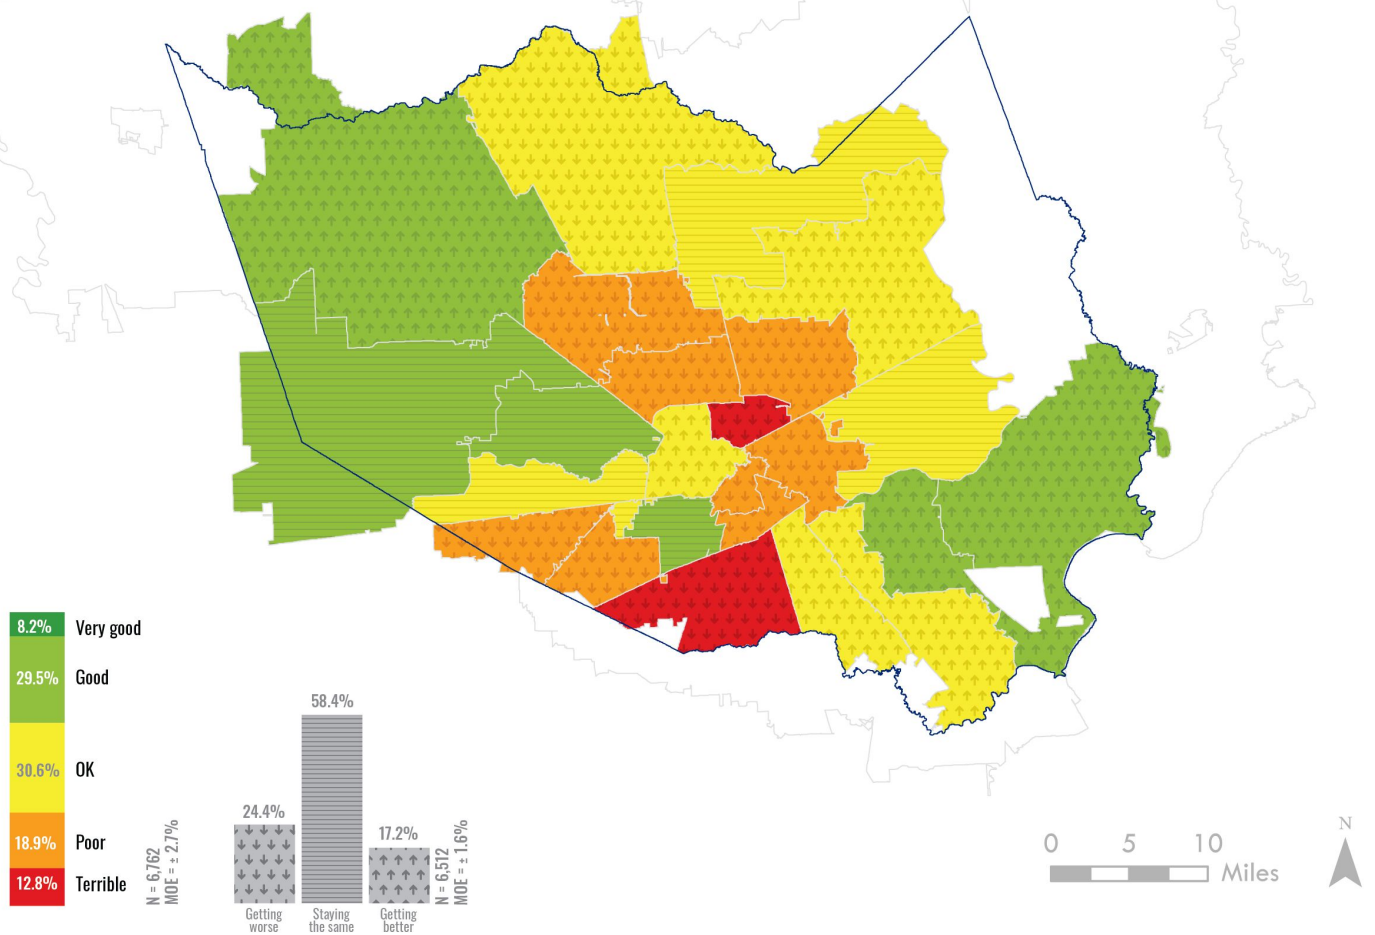 8.2% Very good
29.5% Good
30.6% OK
18.9% Poor
12.8% Terrible
N = 6,762
MOE = ± 2.7%
24.4%
58.4%
17.2%
Getting
worse
Staying
the same
Getting
better
N = 6,512
MOE = ± 1.6%
0 5 10
Miles
N